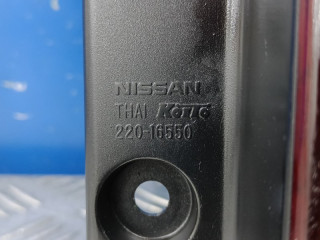 NISSAN
THAI KOITO
220-16550